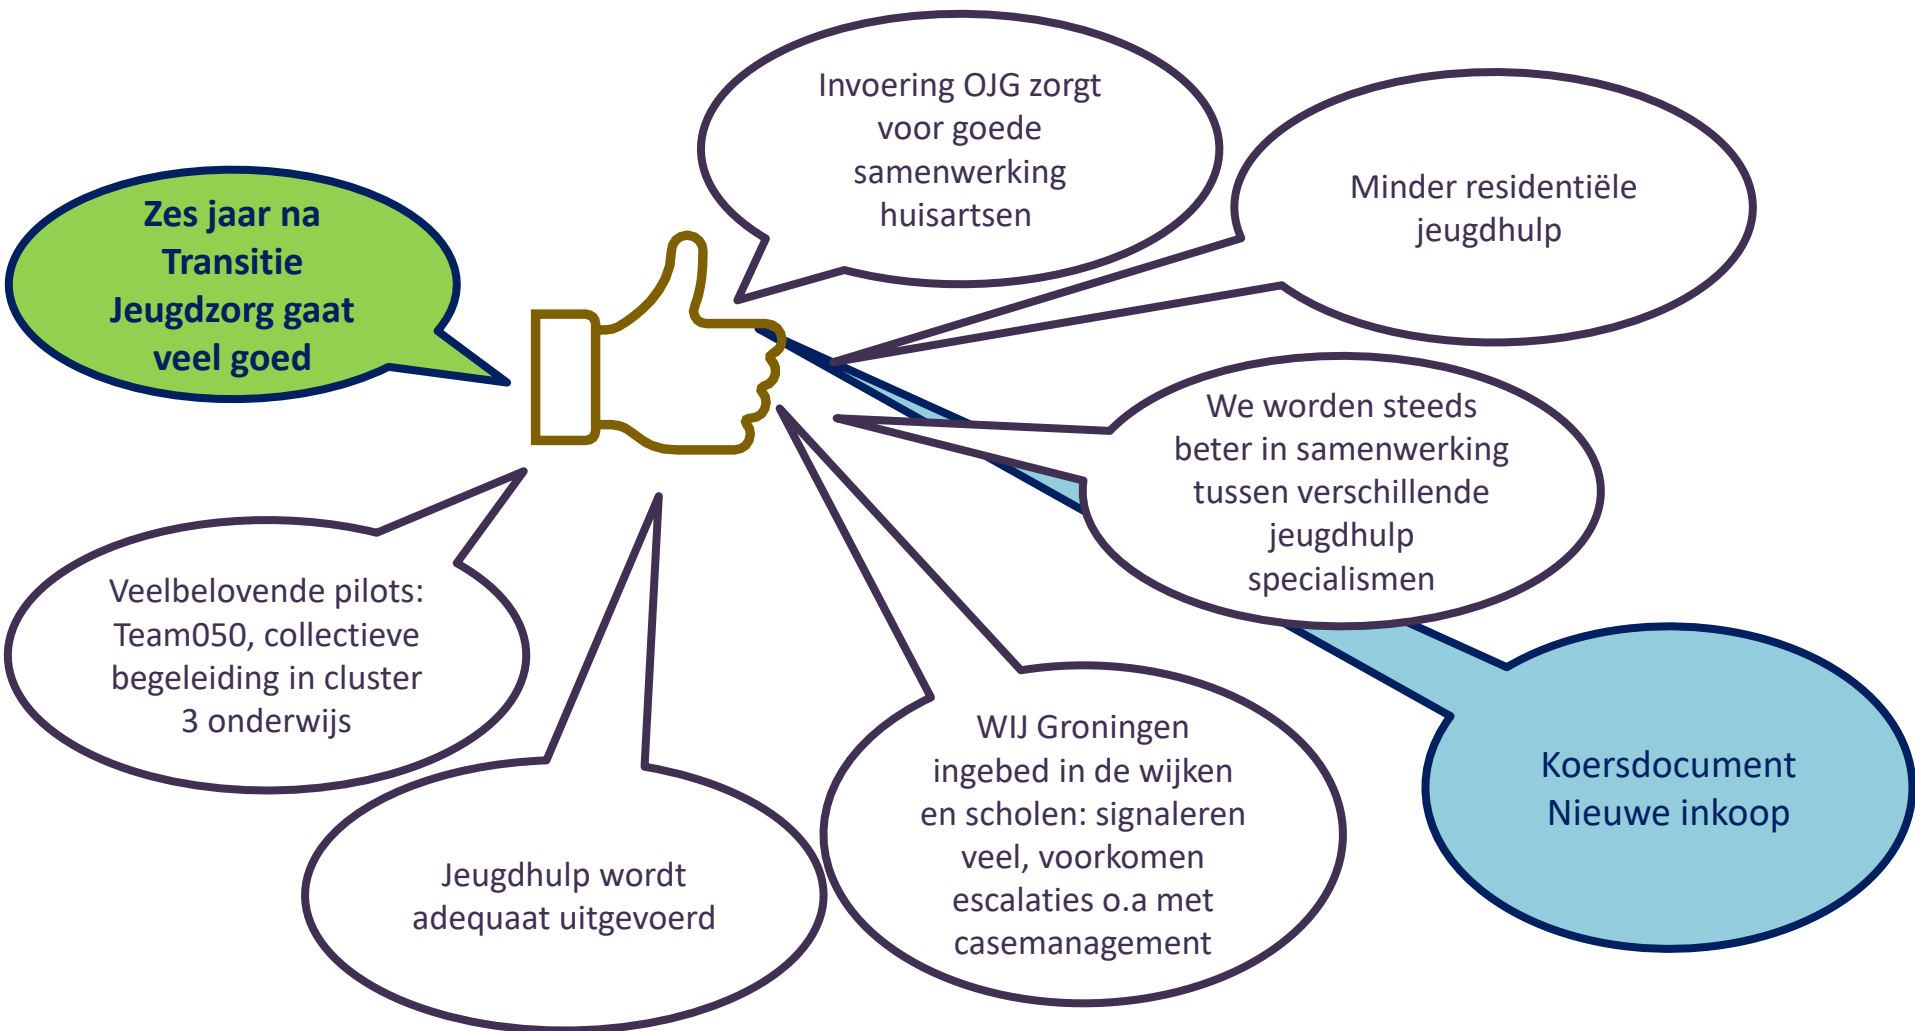 Invoering OJG zorgt
voor goede
samenwerking
huisartsen
Minder residentiële
jeugdhulp
Zes jaar na
Transitie
Jeugdzorg gaat
veel goed
We worden steeds
beter in samenwerking
tussen verschillende
jeugdhulp
specialismen
Veelbelovende pilots:
Team050, collectieve
begeleiding in cluster
3 onderwijs
WIJ Groningen
ingebed in de wijken
en scholen: signaleren
veel, voorkomen
escalaties o.a met
casemanagement
Koersdocument
Nieuwe inkoop
Jeugdhulp wordt
adequaat uitgevoerd